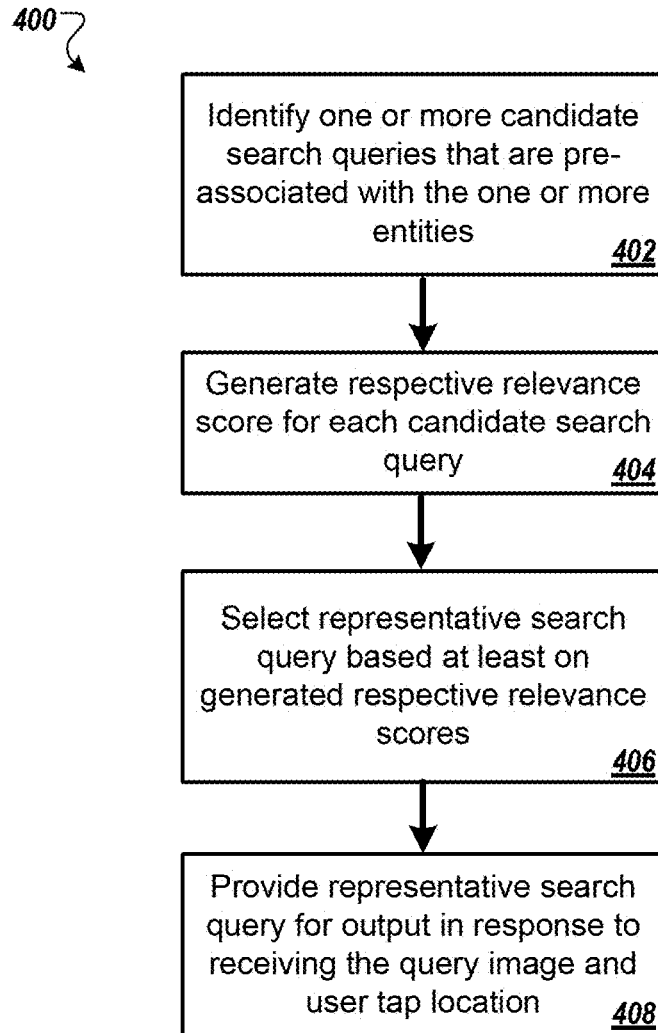 400
Identify one or more candidate
search queries that are pre-
associated with the one or more
entities
402
Generate respective relevance
score for each candidate search
query
404
Select representative search
query based at least on
generated respective relevance
scores
406
Provide representative search
query for output in response to
receiving the query image and
user tap location
408